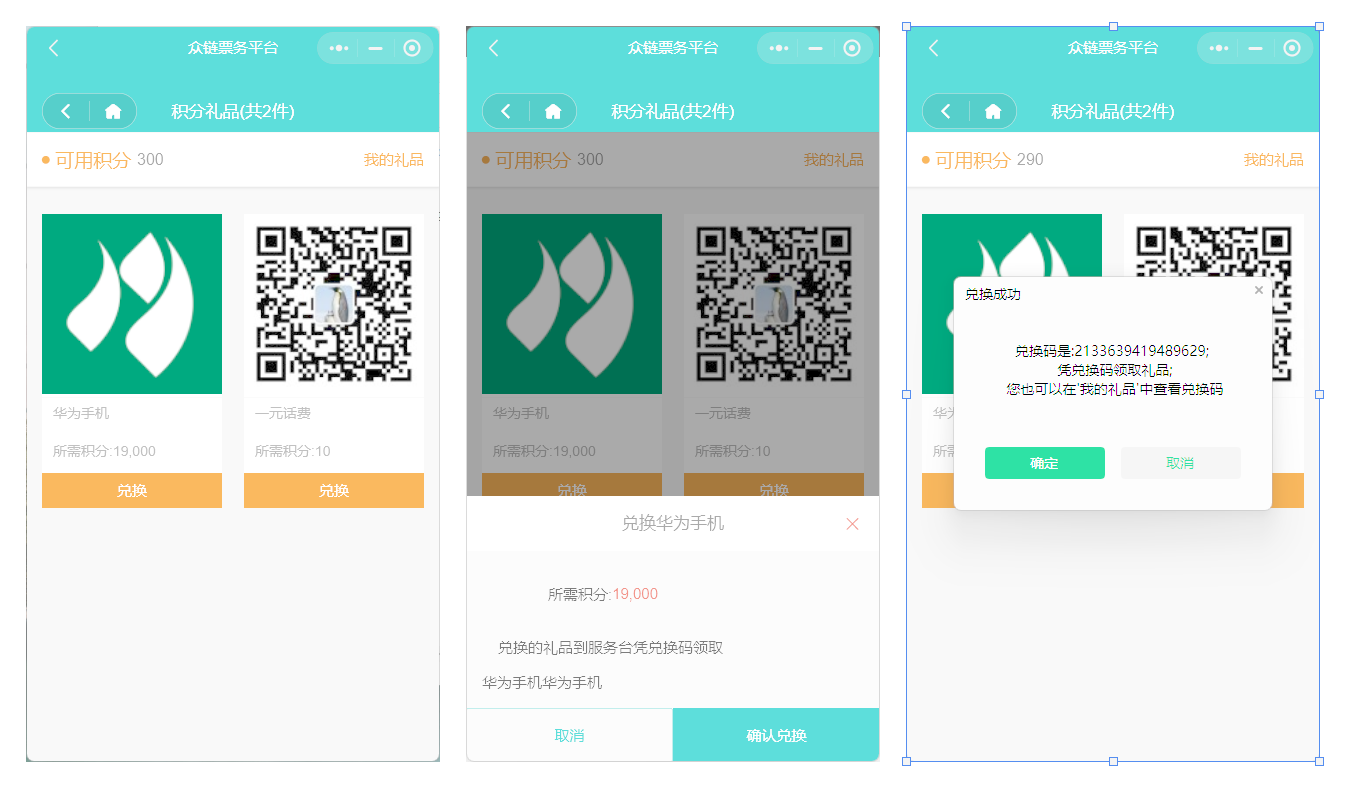 众链票务平台
积分礼品(共2件)
可用积分 300
我的礼品
华为手机
一元话费
所需积分:19,000
所需积分:10
兑换
兑换
众链票务平台
积分礼品(共2件)
可用积分 300
我的礼品
华为手机
一元话费
所需积分:19,000
所需积分:10
兑换
兑换
兑换华为手机
所需积分:19,000
兑换的礼品到服务台凭兑换码领取
华为手机华为手机
取消
确认兑换
众链票务平台
积分礼品(共2件)
可用积分 290
我的礼品
兑换成功
兑换码是:2133639419489629;
凭兑换码领取礼品;
您也可以在'我的礼品'中查看兑换码
华
所需
确定
取消